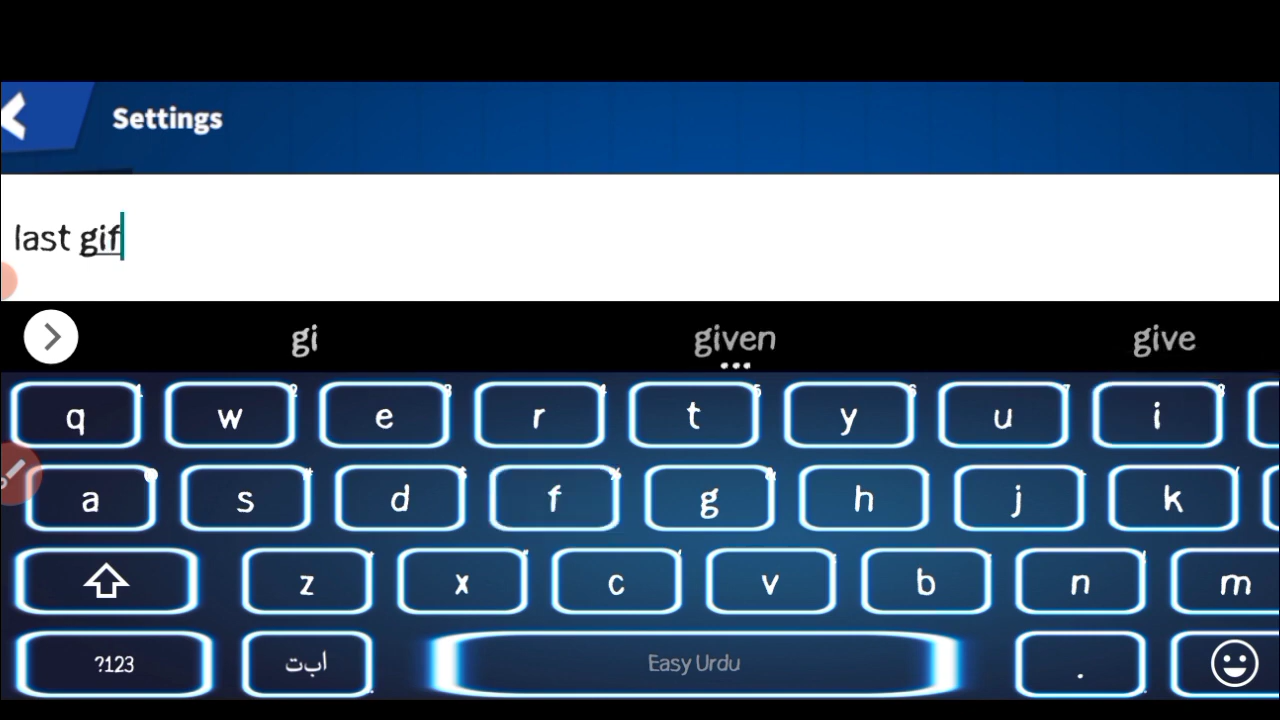 Settings
last gif
gi given give
q w e r t y u i
a s d f g h j k
z x c v b n m
?123 ابت Easy Urdu .